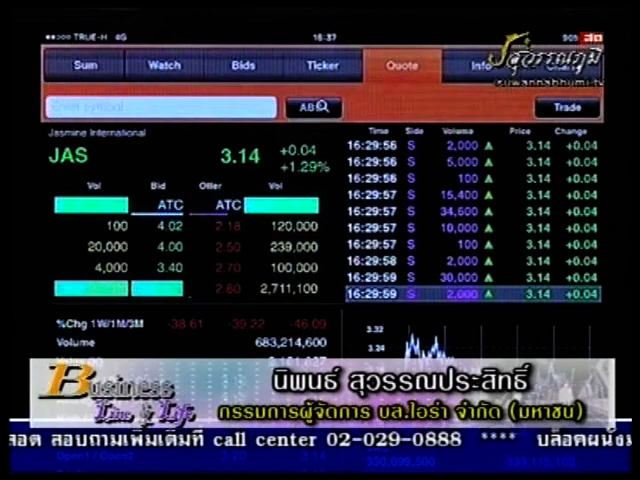 TRUE-H 4G 16:37
สุวรรณภูมิ
suwannabhumi-tv
Sum Watch Bids Ticker Quote Info
Enter symbol ABC Trade
Jasmine International
JAS 3.14 +0.04
+1.29%
Vol Bid Offer Vol
ATC ATC
100 4.02 2.18 120,000
20,000 4.00 2.50 239,000
4,000 3.40 2.70 100,000
2.80 2,711,100
Time Side Volume Price Change
16:29:56 S 2,000 ▲ 3.14 +0.04
16:29:56 S 5,000 ▲ 3.14 +0.04
16:29:56 S 100 ▲ 3.14 +0.04
16:29:57 S 15,400 ▲ 3.14 +0.04
16:29:57 S 34,600 ▲ 3.14 +0.04
16:29:57 S 10,000 ▲ 3.14 +0.04
16:29:57 S 100 ▲ 3.14 +0.04
16:29:58 S 2,000 ▲ 3.14 +0.04
16:29:59 S 30,000 ▲ 3.14 +0.04
16:29:59 S 2,000 ▲ 3.14 +0.04
%Chg 1W/1M/3M -38.61 -39.22 -46.09
Volume 683,214,600
3.32
3.24
Business
Line & Life
นิพนธ์ สุวรรณประสิทธิ์
กรรมการผู้จัดการ บล.ไอร่า จำกัด (มหาชน)
สอบถามเพิ่มเติมที่ call center 02-029-0888 ****